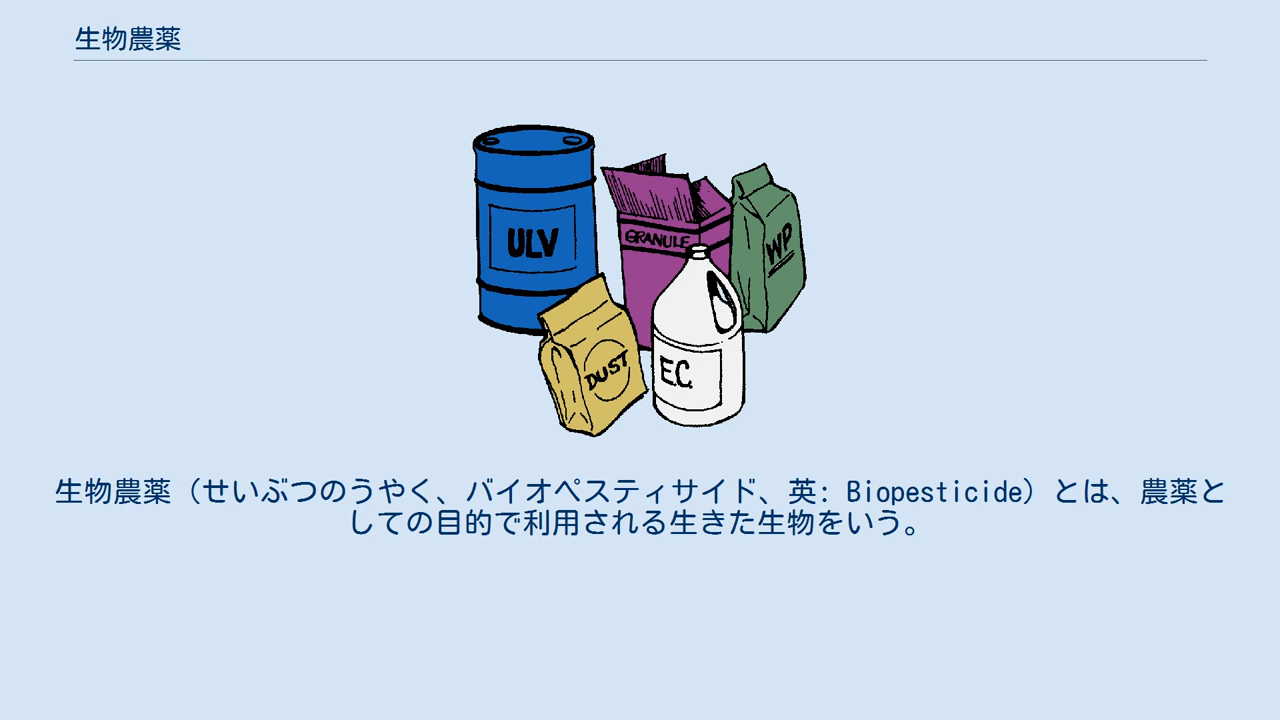 生物農薬
ULV
GRANULE
WP
DUST
E.C.
生物農薬（せいぶつのうやく、バイオペスティサイド、英: Biopesticide）とは、農薬と
しての目的で利用される生きた生物をいう。